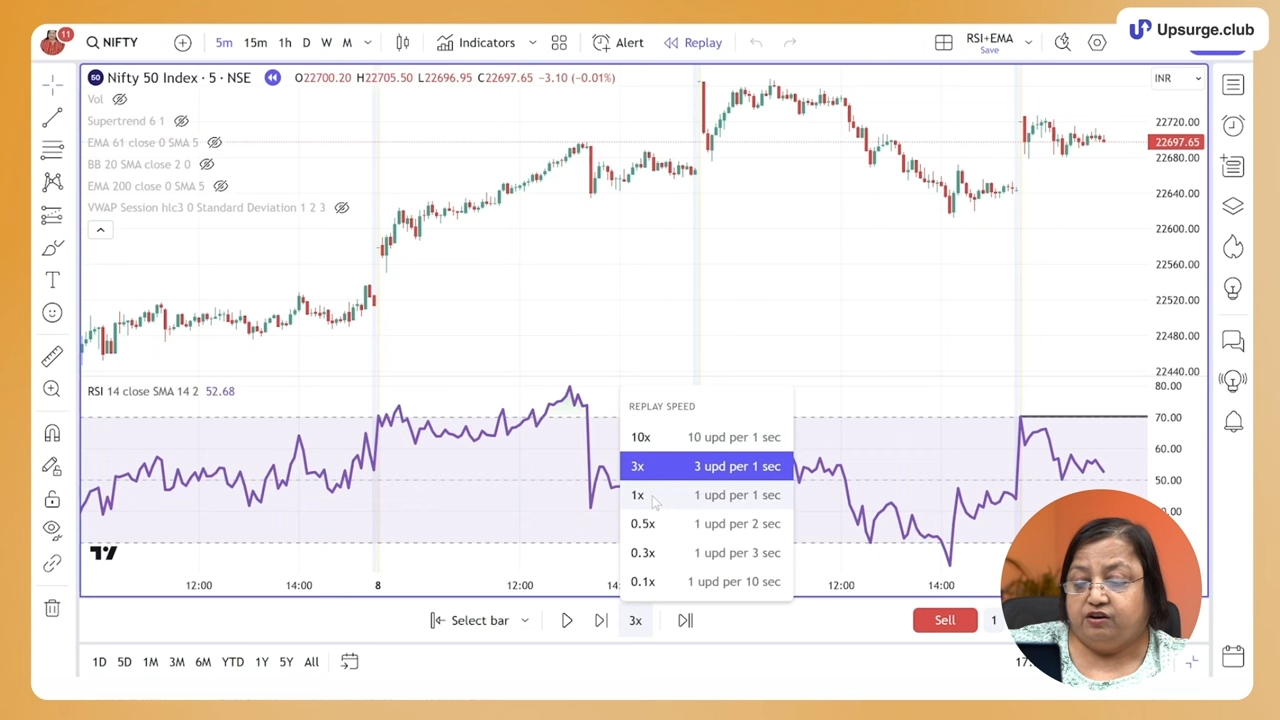 Upsurge.club
11
NIFTY
5m 15m 1h D W M
Indicators
Alert
Replay
RSI+EMA
Save
50 Nifty 50 Index · 5 · NSE
O22700.20 H22705.50 L22696.95 C22697.65 −3.10 (−0.01%)
INR
Vol
Supertrend 6 1
EMA 61 close 0 SMA 5
BB 20 SMA close 2 0
EMA 200 close 0 SMA 5
VWAP Session hlc3 0 Standard Deviation 1 2 3
22720.00
22697.65
22680.00
22640.00
22600.00
22560.00
22520.00
22480.00
22440.00
RSI 14 close SMA 14 2 52.68
80.00
70.00
60.00
50.00
REPLAY SPEED
10x 10 upd per 1 sec
3x 3 upd per 1 sec
1x 1 upd per 1 sec
0.5x 1 upd per 2 sec
0.3x 1 upd per 3 sec
0.1x 1 upd per 10 sec
12:00 14:00 8 12:00 12:00 14:00
Select bar
3x
Sell
1
1D 5D 1M 3M 6M YTD 1Y 5Y All